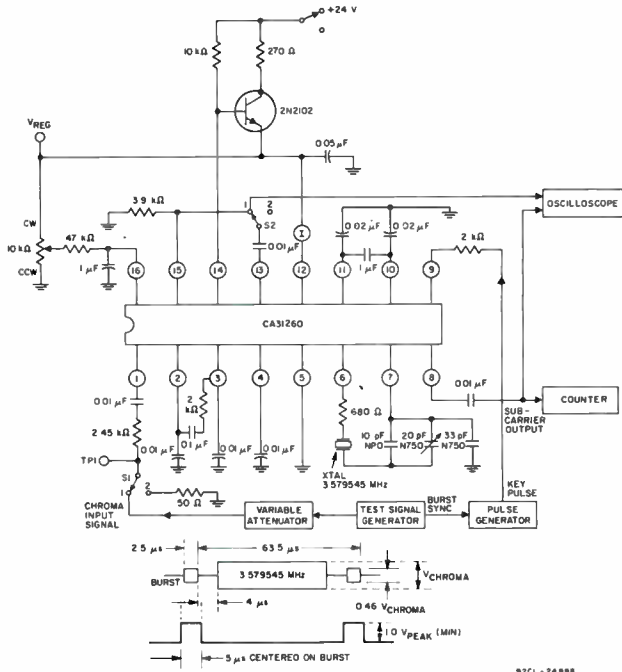 +24 V
10 kΩ
270 Ω
2N2102
VREG
0.05 µF
3.9 kΩ
1
2
S2
OSCILLOSCOPE
CW
10 kΩ
CCW
47 kΩ
1 µF
0.01 µF
I
0.02 µF
0.02 µF
1 µF
2 kΩ
16
15
14
13
12
11
10
9
CA3126Q
1
2
3
4
5
6
7
8
0.01 µF
2 kΩ
0.1 µF
0.01 µF
0.01 µF
0.01 µF
680 Ω
10 pF
NPO
20 pF
N750
33 pF
N750
0.01 µF
SUB-
CARRIER
OUTPUT
COUNTER
2.45 kΩ
TP1
S1
1
2
50 Ω
XTAL
3.579545 MHz
KEY
PULSE
CHROMA
INPUT
SIGNAL
VARIABLE
ATTENUATOR
TEST SIGNAL
GENERATOR
BURST
SYNC
PULSE
GENERATOR
2.5 µs
63.5 µs
BURST
3.579545 MHz
VCHROMA
4 µs
0.46 VCHROMA
1.0 VPEAK (MIN)
5 µs CENTERED ON BURST
92CL-24998